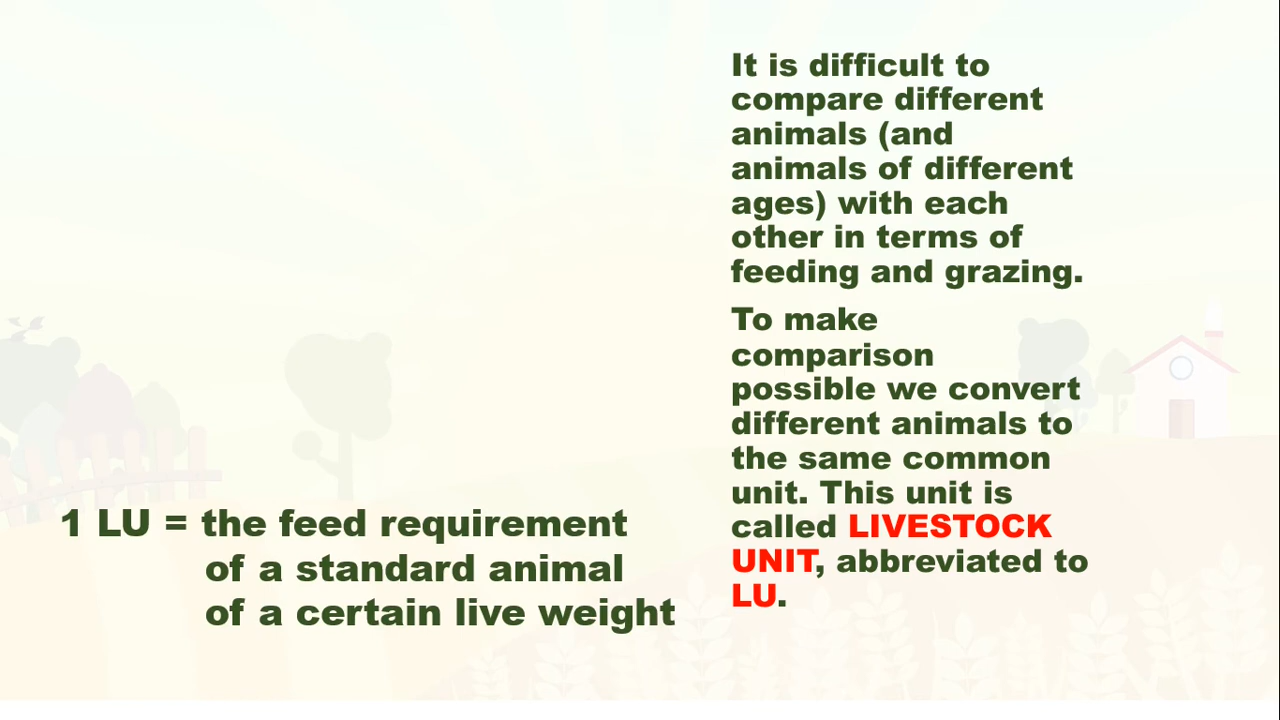 It is difficult to
compare different
animals (and
animals of different
ages) with each
other in terms of
feeding and grazing.
To make
comparison
possible we convert
different animals to
the same common
unit. This unit is
called LIVESTOCK
UNIT, abbreviated to
LU.
1 LU = the feed requirement
of a standard animal
of a certain live weight